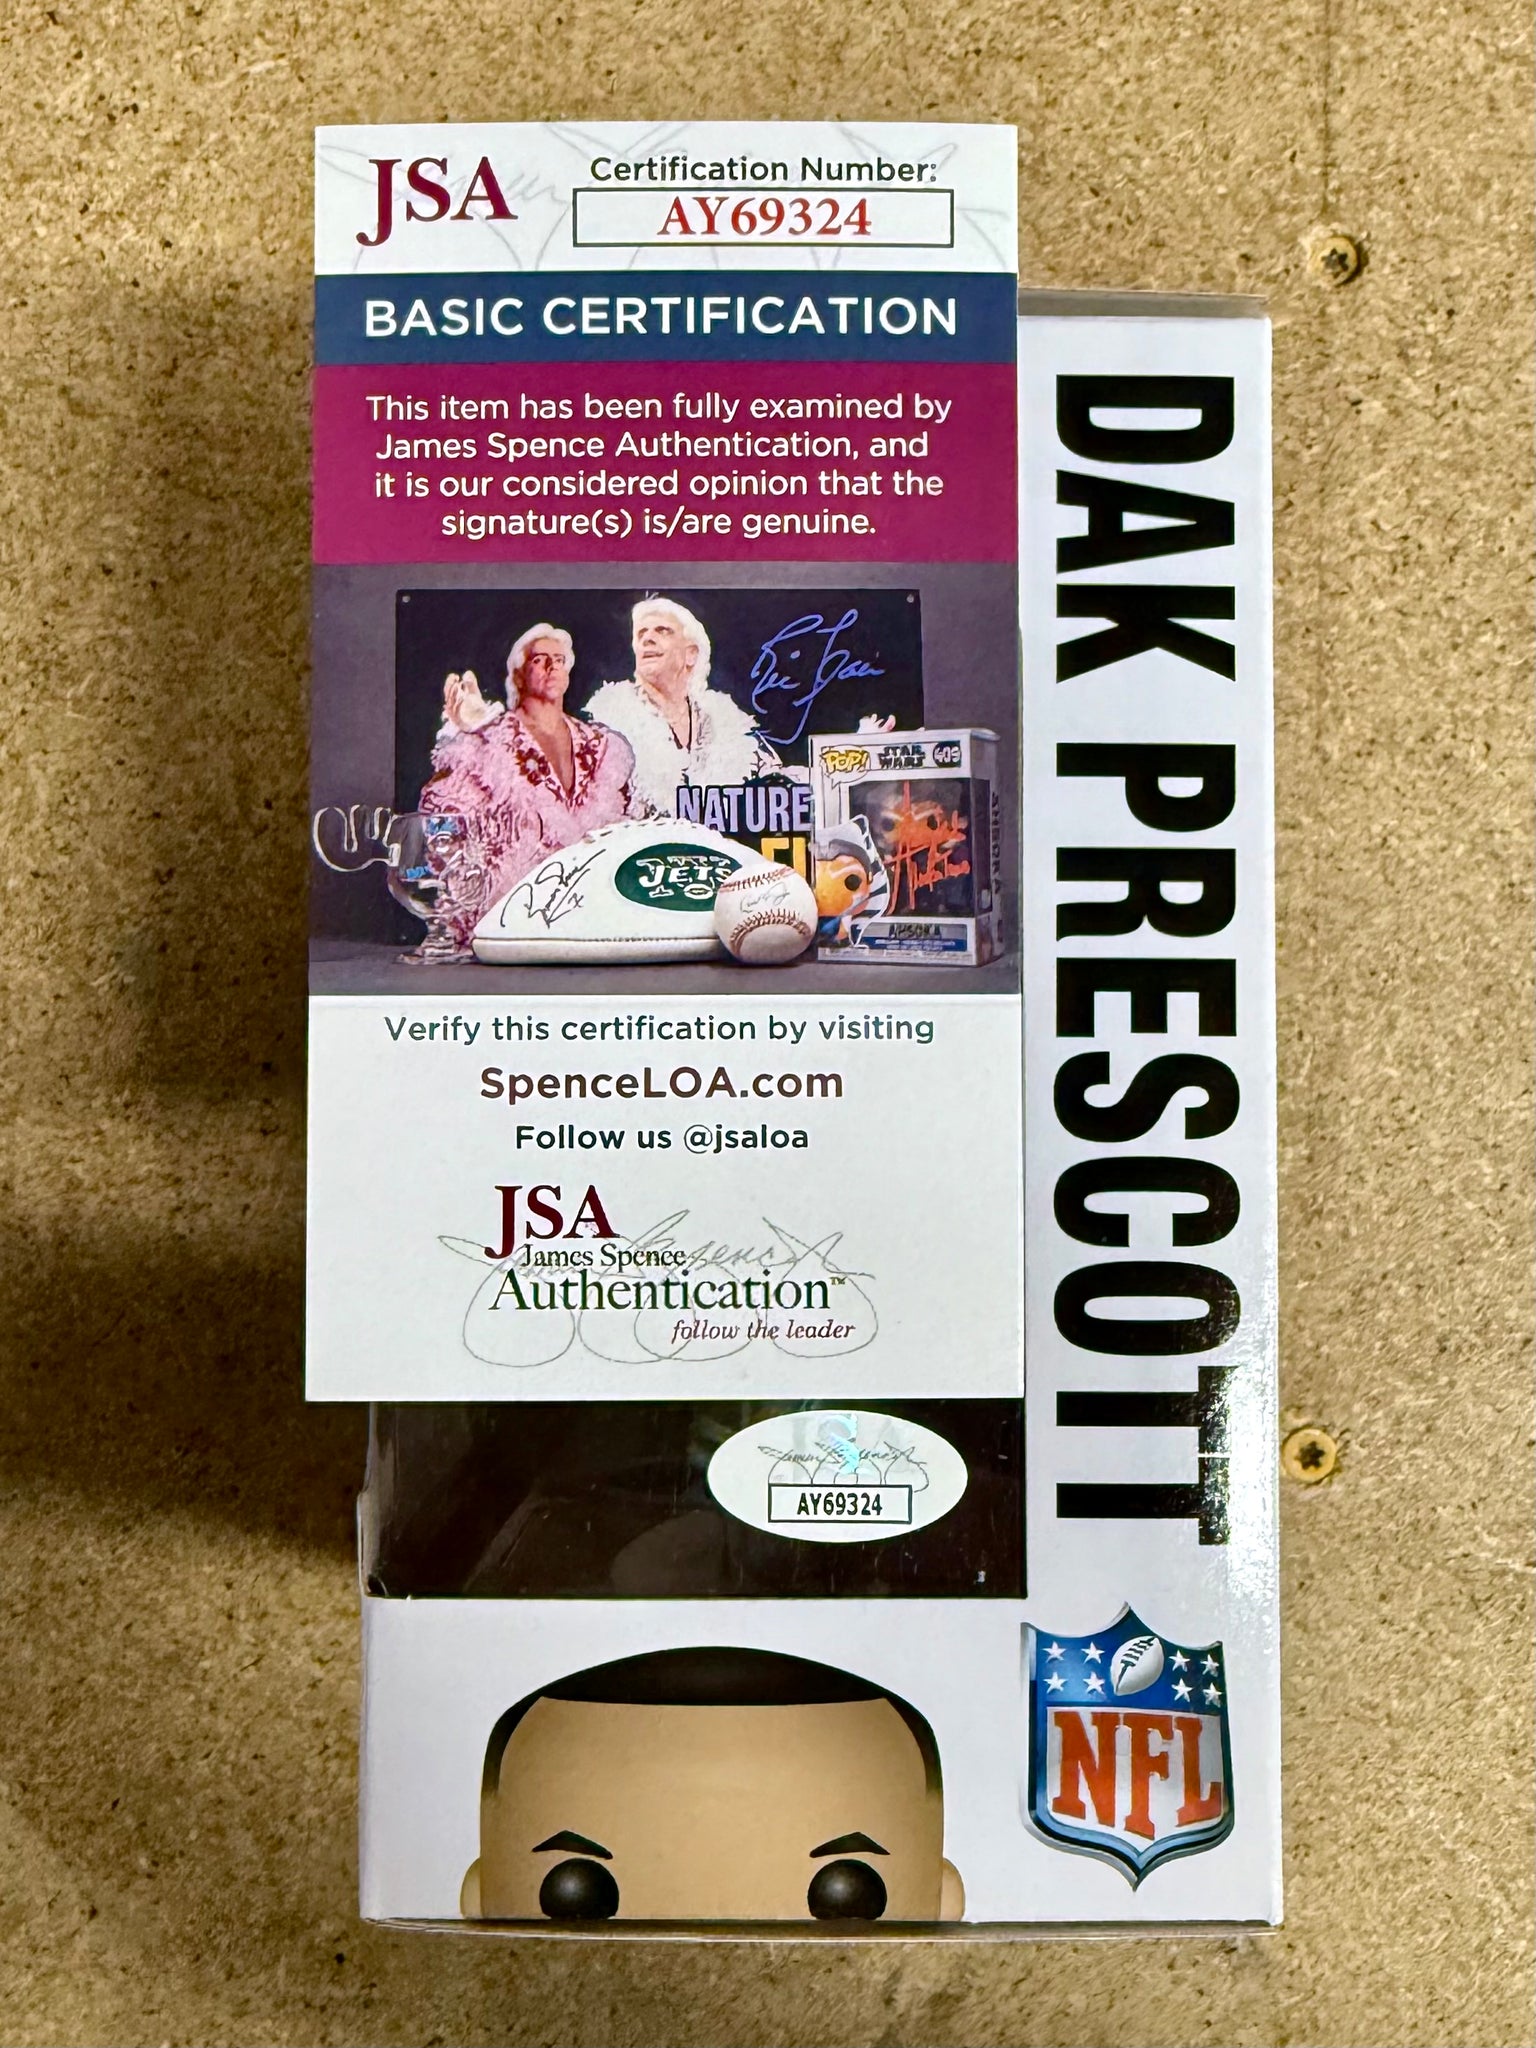 JSA
Certification Number:
AY69324
BASIC CERTIFICATION
This item has been fully examined by
James Spence Authentication, and
it is our considered opinion that the
signature(s) is/are genuine.
POP!
STAR
WARS
409
NATURE
JETS
AHSOKA
Verify this certification by visiting
SpenceLOA.com
Follow us @jsaloa
JSA
James Spence
Authentication™
follow the leader
AY69324
DAK PRESCOTT
NFL